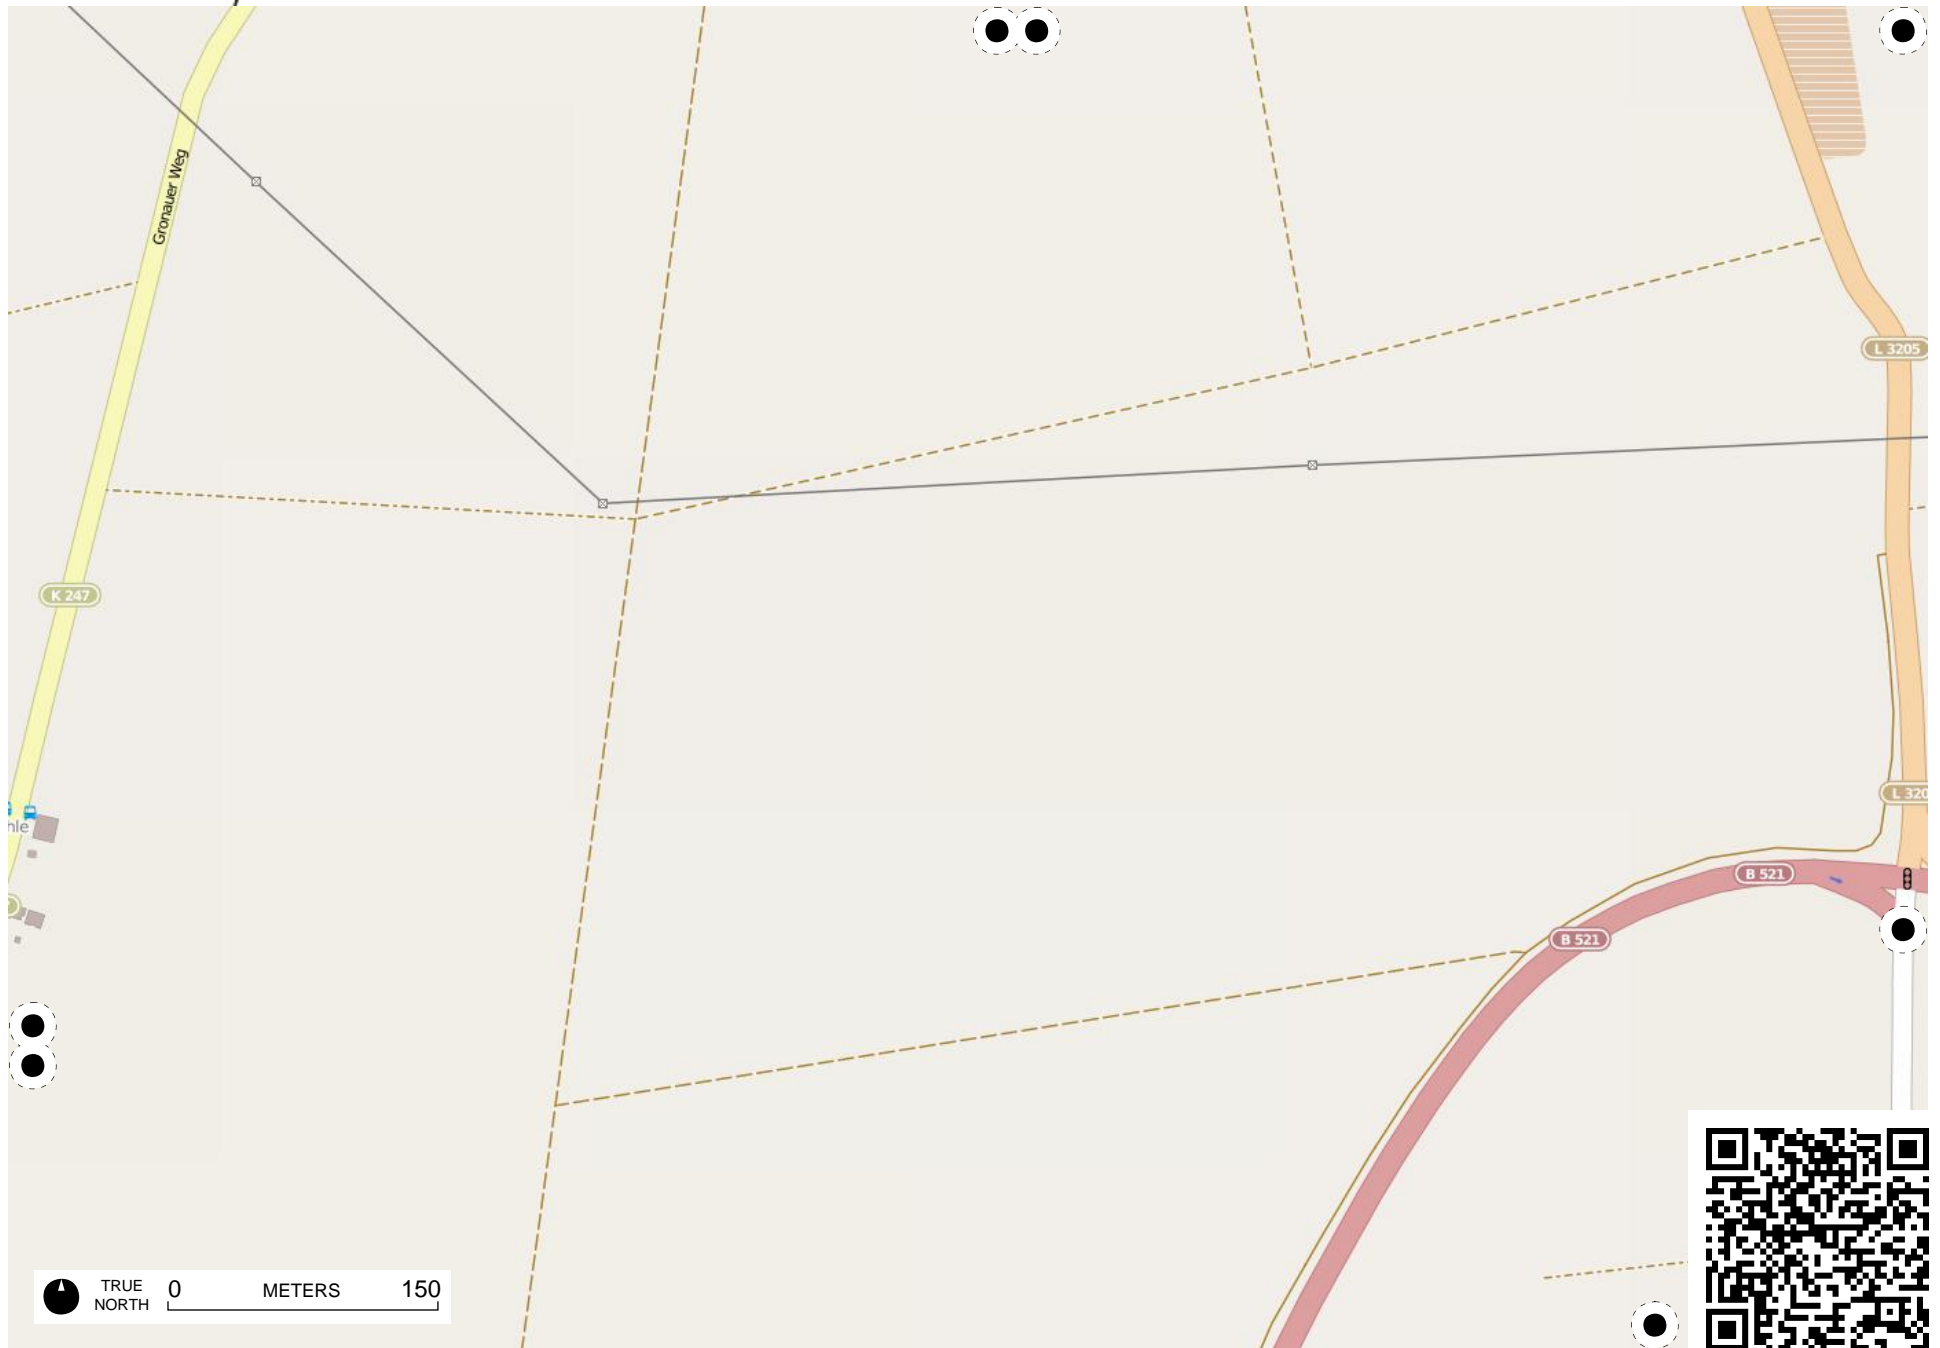 Gronauer Weg
L 3205
K 247
L 320
hle
B 521
B 521
TRUE
NORTH
0 METERS 150